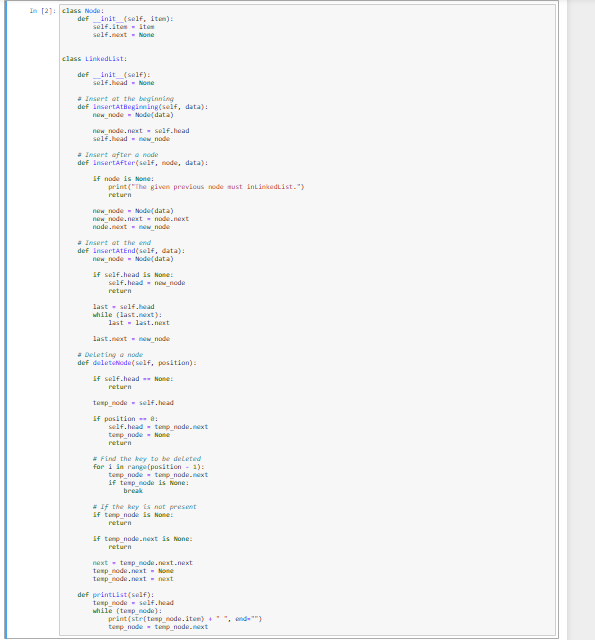 In [2]: class Node:
def __init__(self, item):
self.item = item
self.next = None
class LinkedList:
def __init__(self):
self.head = None
# Insert at the beginning
def insertAtBeginning(self, data):
new_node = Node(data)
new_node.next = self.head
self.head = new_node
# Insert after a node
def insertAfter(self, node, data):
if node is None:
print("The given previous node must inLinkedList.")
return
new_node = Node(data)
new_node.next = node.next
node.next = new_node
# Insert at the end
def insertAtEnd(self, data):
new_node = Node(data)
if self.head is None:
self.head = new_node
return
last = self.head
while (last.next):
last = last.next
last.next = new_node
# Deleting a node
def deleteNode(self, position):
if self.head == None:
return
temp_node = self.head
if position == 0:
self.head = temp_node.next
temp_node = None
return
# Find the key to be deleted
for i in range(position - 1):
temp_node = temp_node.next
if temp_node is None:
break
# If the key is not present
if temp_node is None:
return
if temp_node.next is None:
return
next = temp_node.next.next
temp_node.next = None
temp_node.next = next
def printList(self):
temp_node = self.head
while (temp_node):
print(str(temp_node.item) + " ", end="")
temp_node = temp_node.next